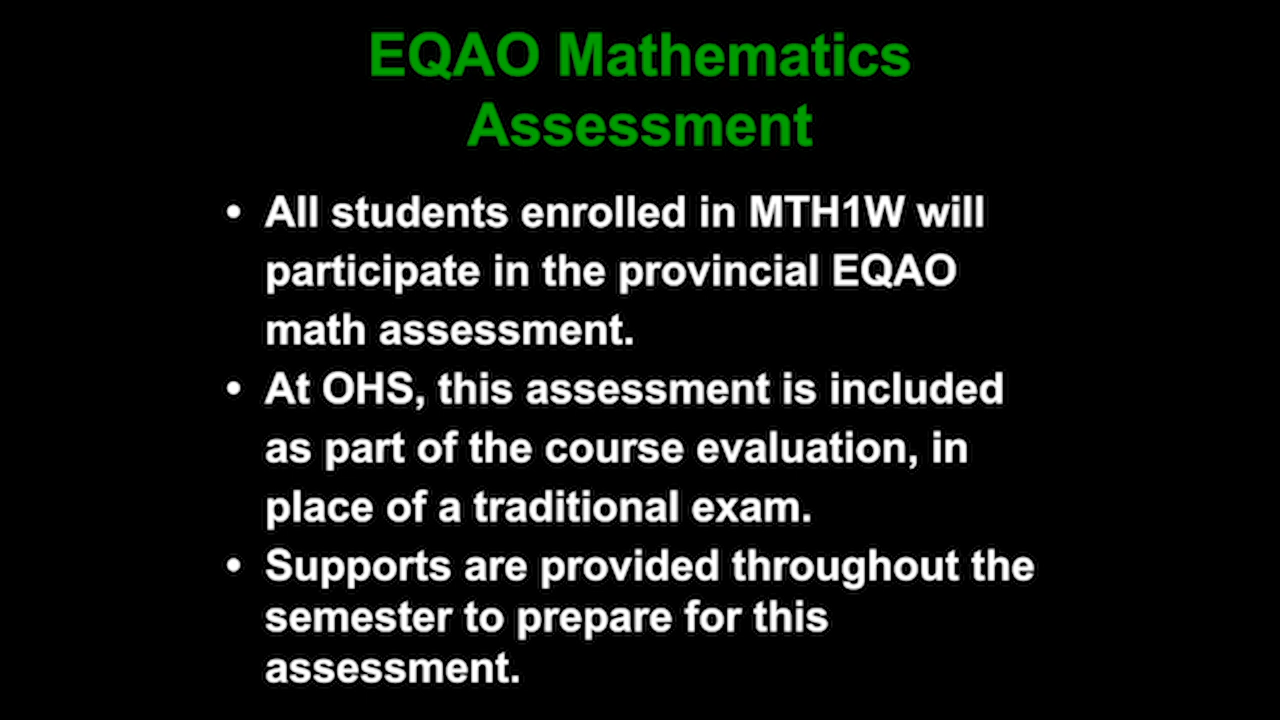 EQAO Mathematics
Assessment
• All students enrolled in MTH1W will
participate in the provincial EQAO
math assessment.
• At OHS, this assessment is included
as part of the course evaluation, in
place of a traditional exam.
• Supports are provided throughout the
semester to prepare for this
assessment.